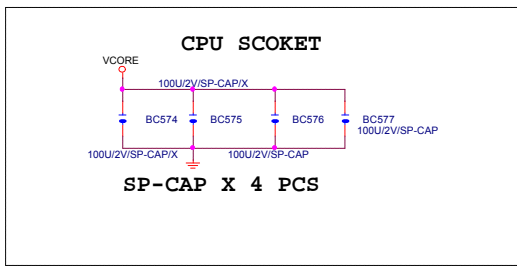 CPU SCOKET
VCORE
100U/2V/SP-CAP/X
BC574
BC575
BC576
BC577
100U/2V/SP-CAP
100U/2V/SP-CAP/X
100U/2V/SP-CAP
SP-CAP X 4 PCS